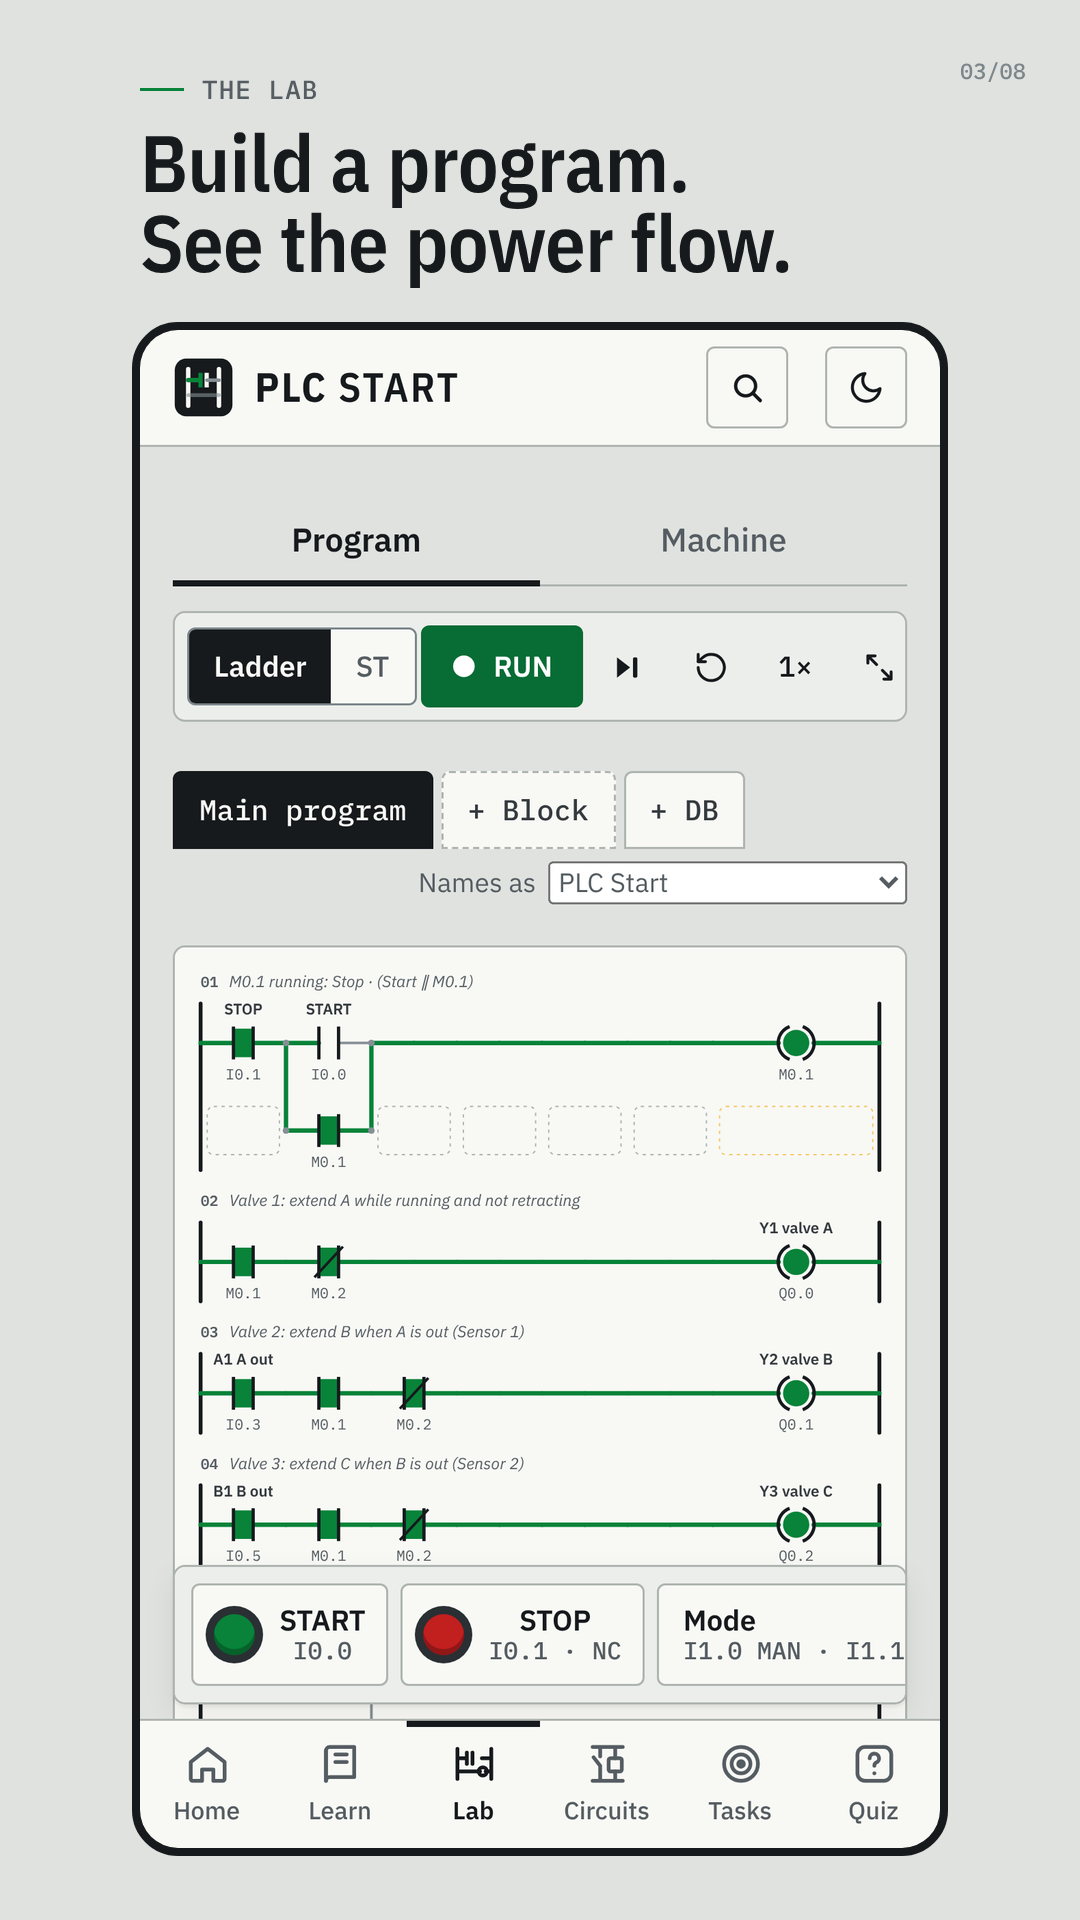 03/08
THE LAB
Build a program.
See the power flow.
PLC START
Program Machine
Ladder ST RUN 1×
Main program + Block + DB
Names as PLC Start
01 M0.1 running: Stop · (Start ∥ M0.1)
STOP START
I0.1 I0.0 M0.1
M0.1
02 Valve 1: extend A while running and not retracting
Y1 valve A
M0.1 M0.2 Q0.0
03 Valve 2: extend B when A is out (Sensor 1)
A1 A out Y2 valve B
I0.3 M0.1 M0.2 Q0.1
04 Valve 3: extend C when B is out (Sensor 2)
B1 B out Y3 valve C
I0.5 M0.1 M0.2 Q0.2
START STOP Mode
I0.0 I0.1 · NC I1.0 MAN · I1.1
Home Learn Lab Circuits Tasks Quiz